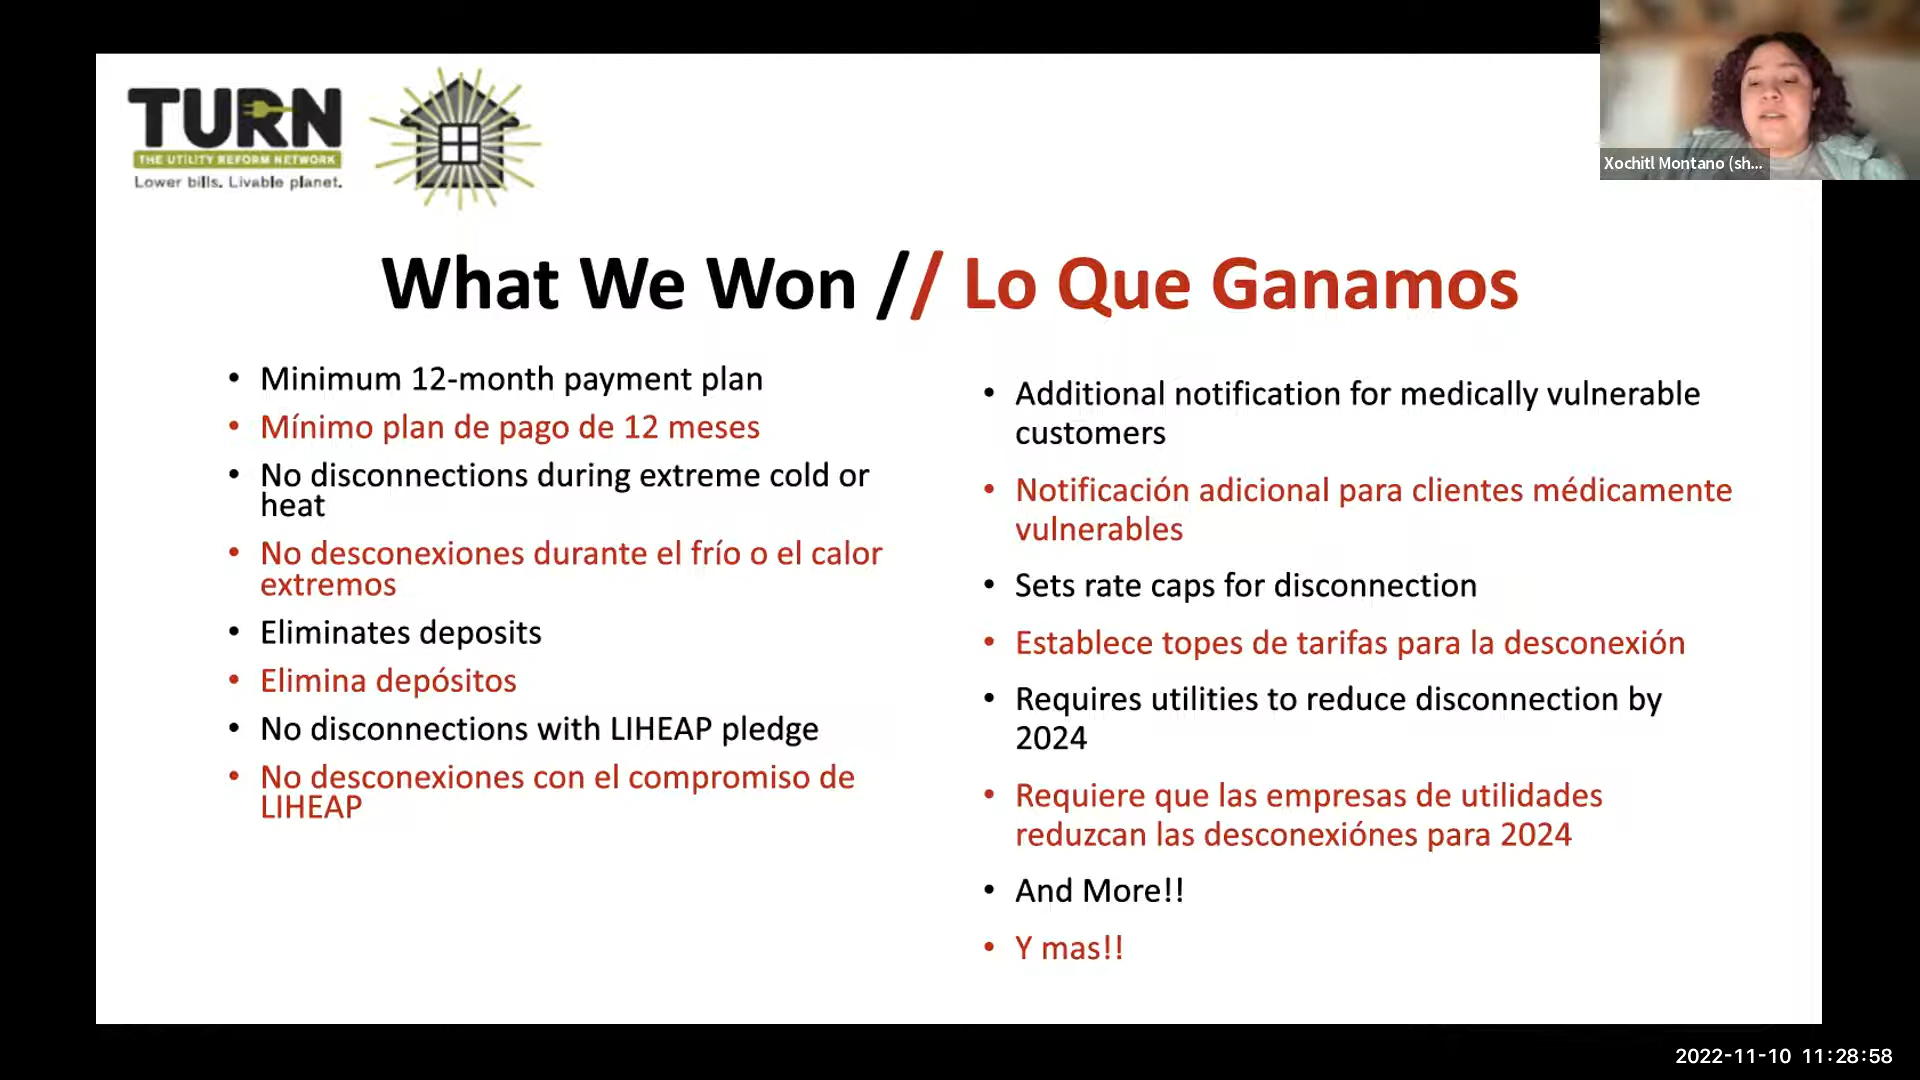 TURN
THE UTILITY REFORM NETWORK
Lower bills. Livable planet.
Xochitl Montano (sh...
What We Won // Lo Que Ganamos
• Minimum 12-month payment plan
• Mínimo plan de pago de 12 meses
• No disconnections during extreme cold or
heat
• No desconexiones durante el frío o el calor
extremos
• Eliminates deposits
• Elimina depósitos
• No disconnections with LIHEAP pledge
• No desconexiones con el compromiso de
LIHEAP
• Additional notification for medically vulnerable
customers
• Notificación adicional para clientes médicamente
vulnerables
• Sets rate caps for disconnection
• Establece topes de tarifas para la desconexión
• Requires utilities to reduce disconnection by
2024
• Requiere que las empresas de utilidades
reduzcan las desconexiónes para 2024
• And More!!
• Y mas!!
2022-11-10 11:28:58